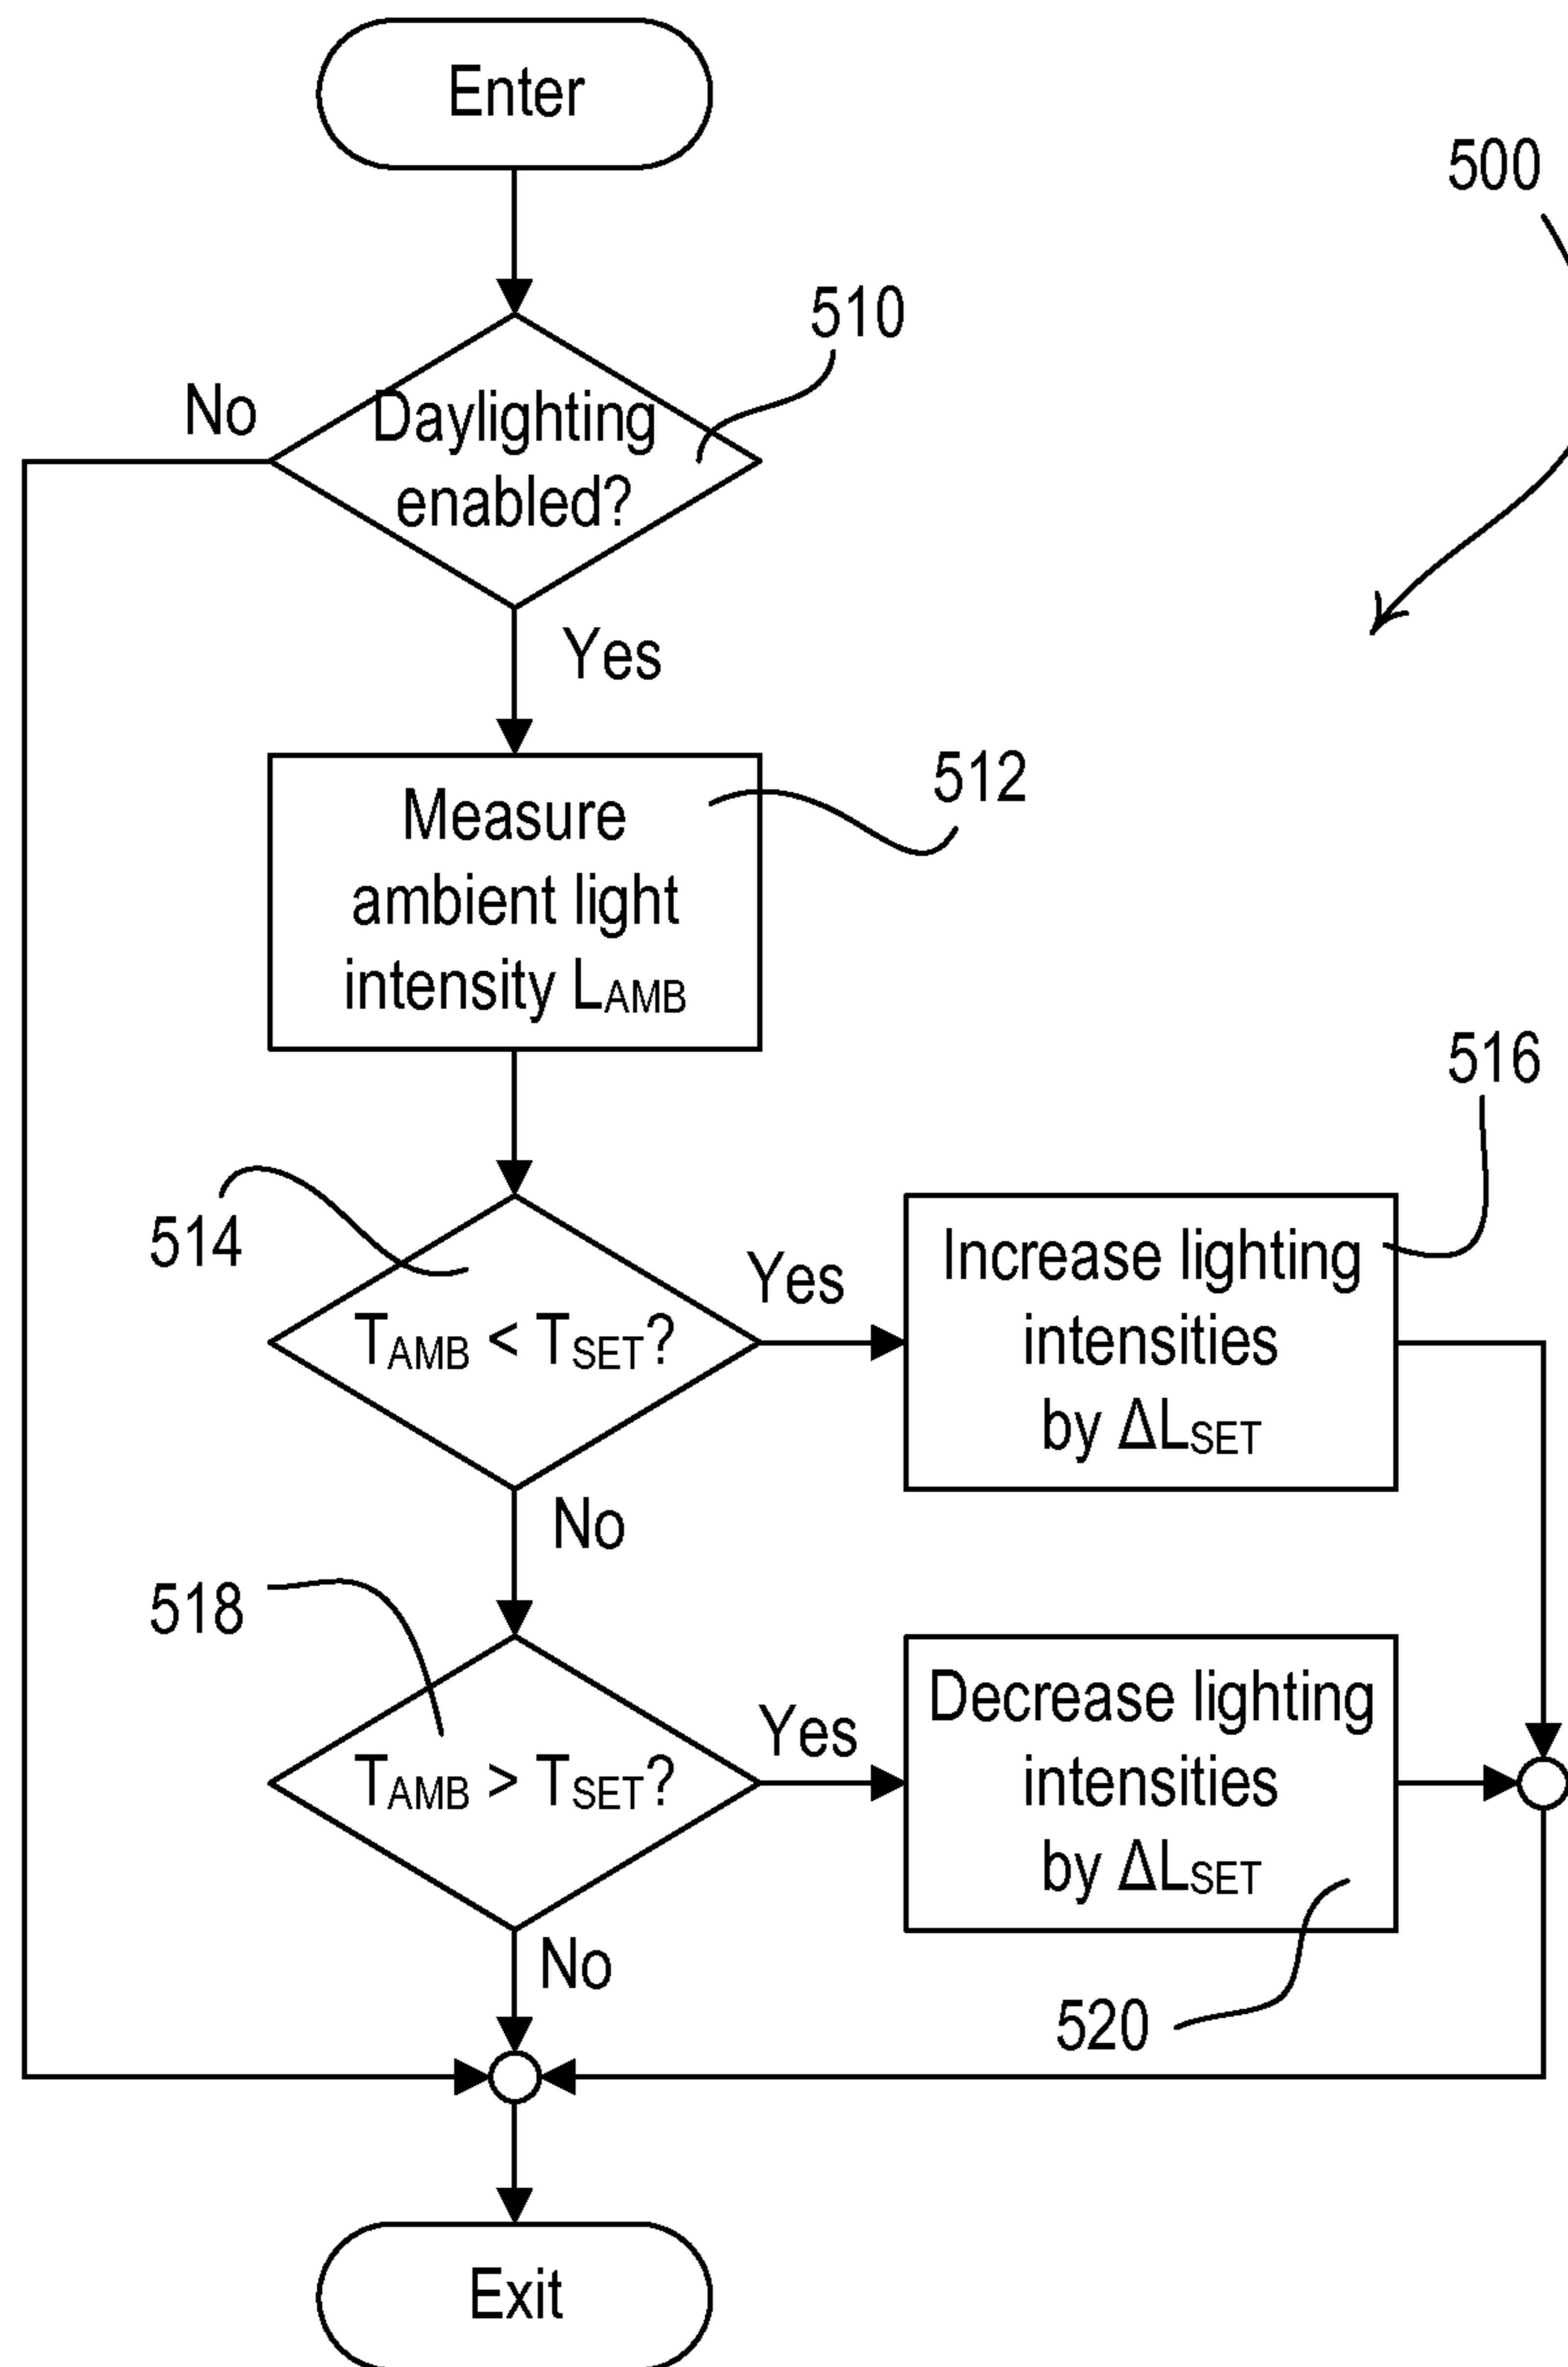 Enter
500
510
No
Daylighting
enabled?
Yes
512
Measure
ambient light
intensity LAMB
516
514
Yes
Increase lighting
intensities
by ΔLSET
TAMB < TSET?
No
518
Yes
Decrease lighting
intensities
by ΔLSET
TAMB > TSET?
No
520
Exit